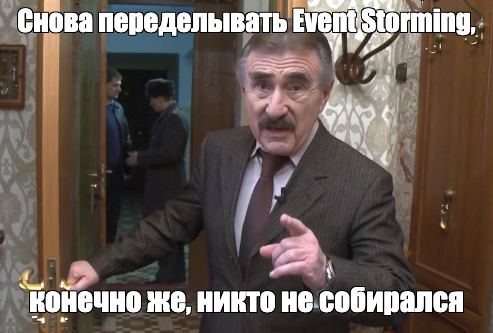 Снова переделывать Event Storming,
конечно же, никто не собирался